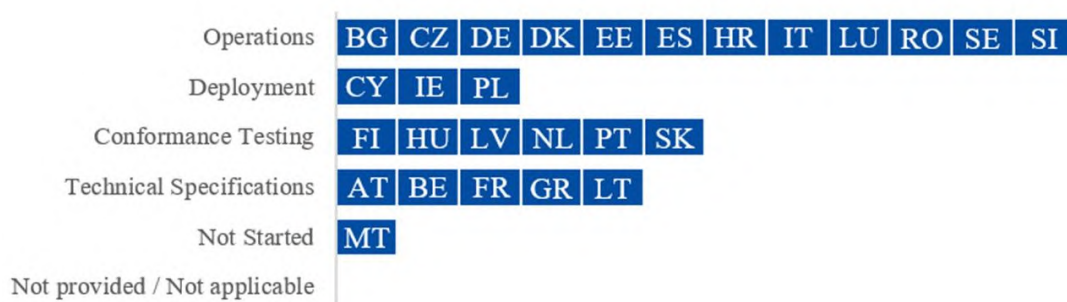 Operations BG CZ DE DK EE ES HR IT LU RO SE SI
Deployment CY IE PL
Conformance Testing FI HU LV NL PT SK
Technical Specifications AT BE FR GR LT
Not Started MT
Not provided / Not applicable